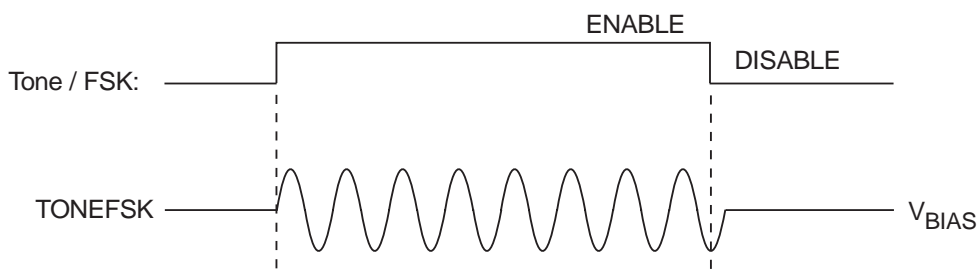 ENABLE
DISABLE
Tone / FSK:
TONEFSK
VBIAS